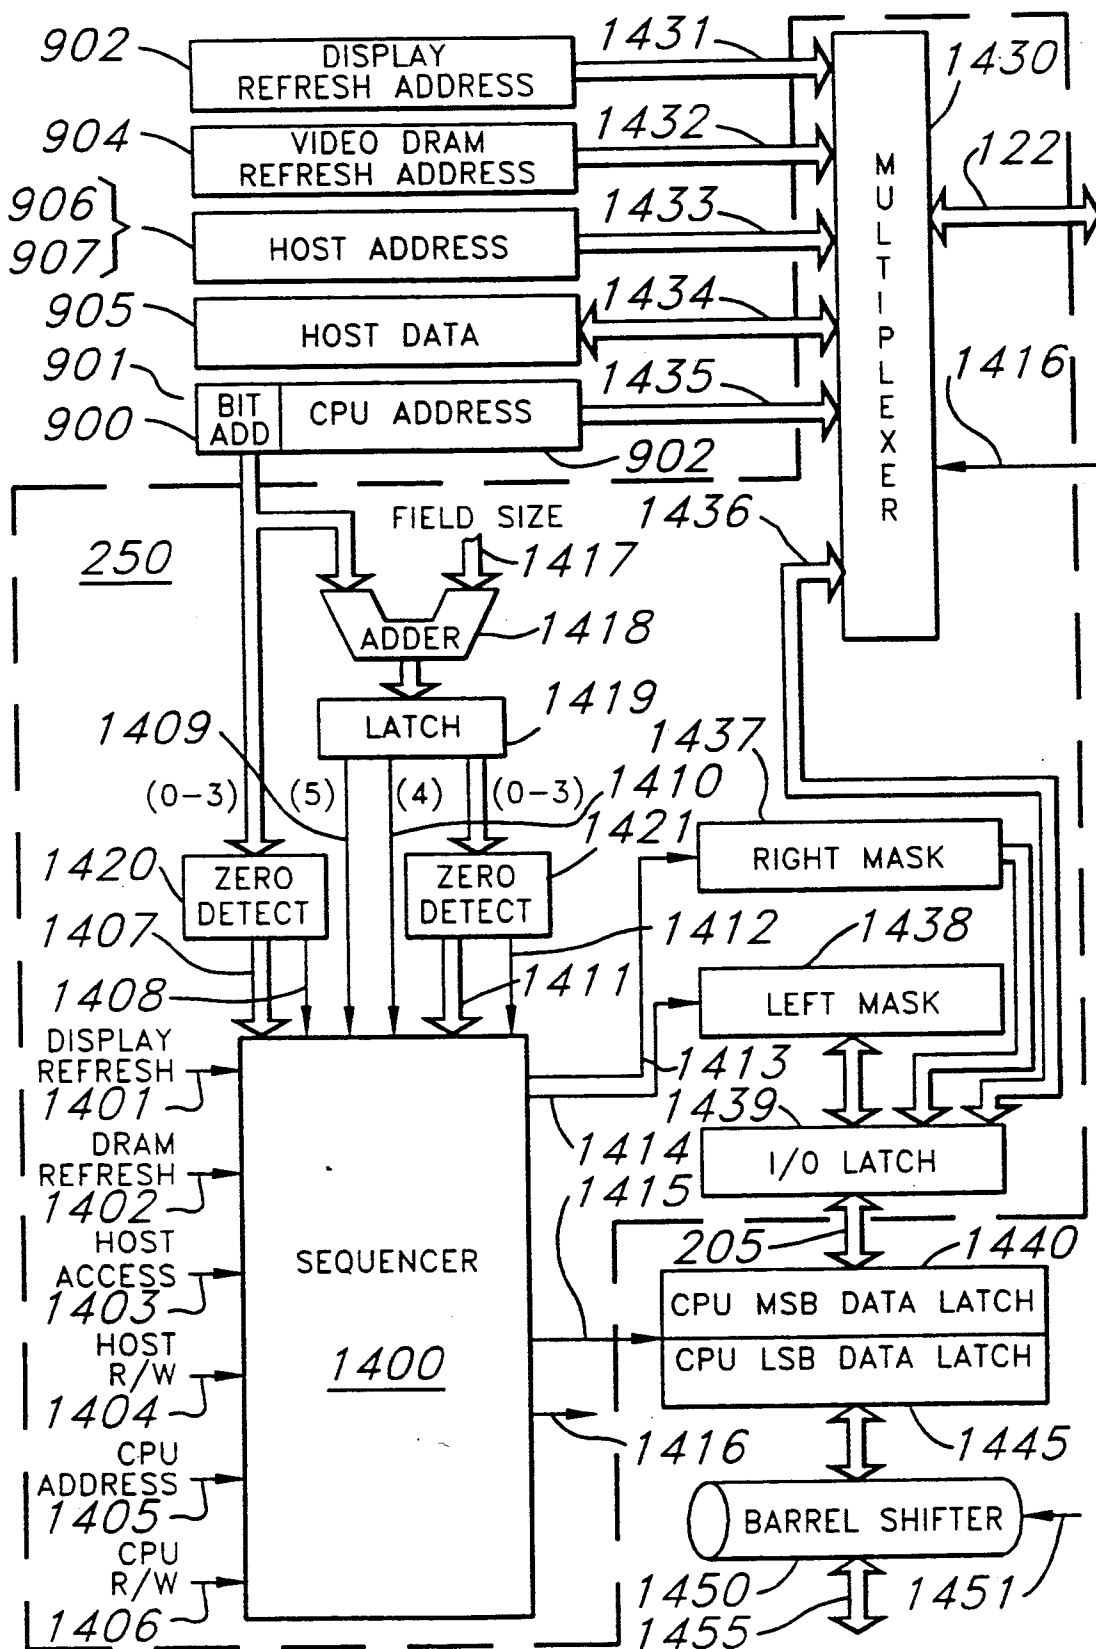 902
DISPLAY
REFRESH ADDRESS
1431
1430
904
VIDEO DRAM
REFRESH ADDRESS
1432
122
906
907
HOST ADDRESS
1433
905
HOST DATA
1434
901
900
BIT
ADD
CPU ADDRESS
1435
902
MULTIPLEXER
1416
1436
250
FIELD SIZE
1417
ADDER
1418
LATCH
1419
1409
(0-3)
(5)
(4)
(0-3)
1410
1437
1420
ZERO
DETECT
ZERO
DETECT
1421
RIGHT MASK
1407
1408
1412
1411
1438
LEFT MASK
DISPLAY
REFRESH
1401
1413
1439
DRAM
REFRESH
1402
1414
1415
I/O LATCH
HOST
ACCESS
1403
SEQUENCER
1400
205
1440
CPU MSB DATA LATCH
CPU LSB DATA LATCH
HOST
R/W
1404
1416
1445
CPU
ADDRESS
1405
BARREL SHIFTER
CPU
R/W
1406
1450
1455
1451